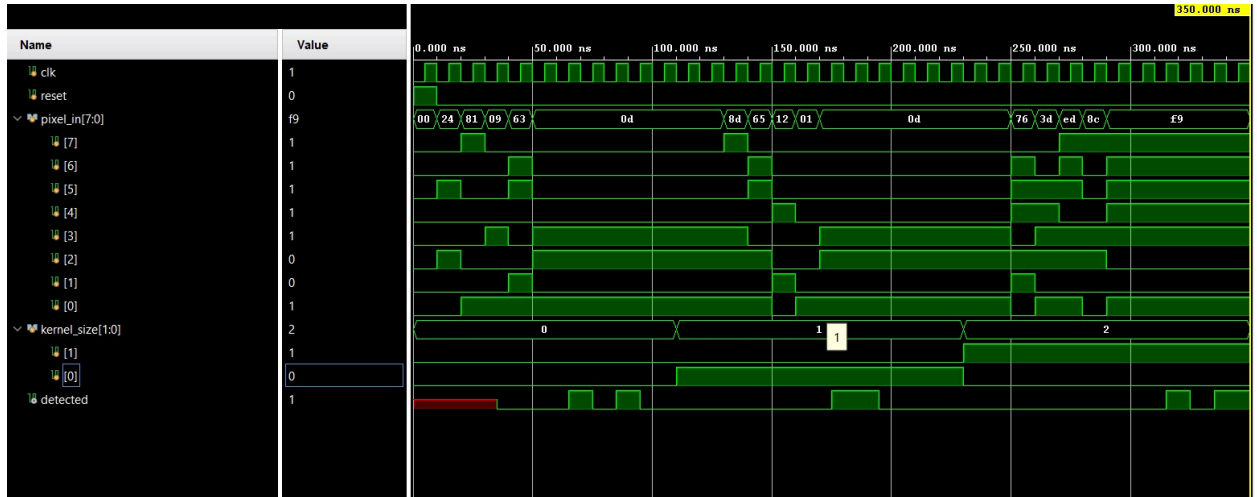 350.000 ns
Name Value 0.000 ns 50.000 ns 100.000 ns 150.000 ns 200.000 ns 250.000 ns 300.000 ns
clk 1
reset 0
pixel_in[7:0] f9 00 24 81 09 63 0d 8d 65 12 01 0d 76 3d ed 8c f9
[7] 1
[6] 1
[5] 1
[4] 1
[3] 1
[2] 0
[1] 0
[0] 1
kernel_size[1:0] 2 0 1 2
1
[1] 1
[0] 0
detected 1